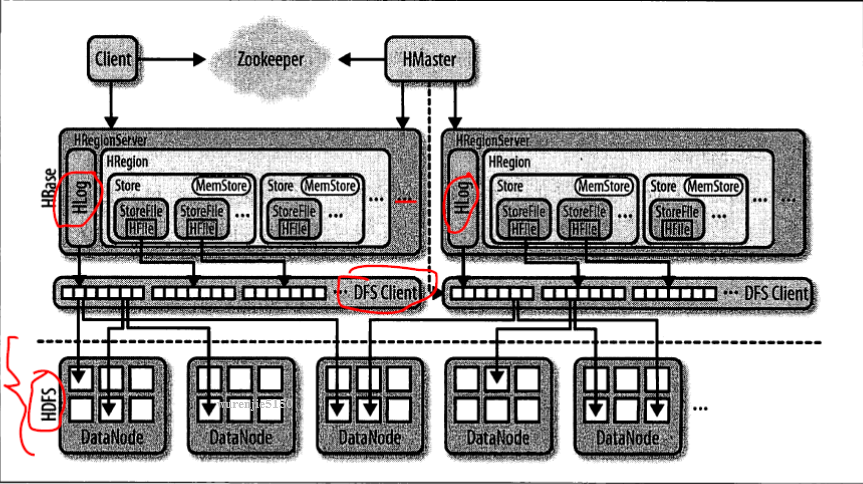 Client
Zookeeper
HMaster
HBase
HRegionServer
HLog
HRegion
Store
MemStore
StoreFile
HFile
StoreFile
HFile
...
Store
MemStore
StoreFile
HFile
...
...
... DFS Client
HRegionServer
HLog
HRegion
Store
MemStore
StoreFile
HFile
StoreFile
HFile
...
Store
MemStore
StoreFile
HFile
...
...
... DFS Client
HDFS
DataNode
DataNode
DataNode
DataNode
DataNode
...